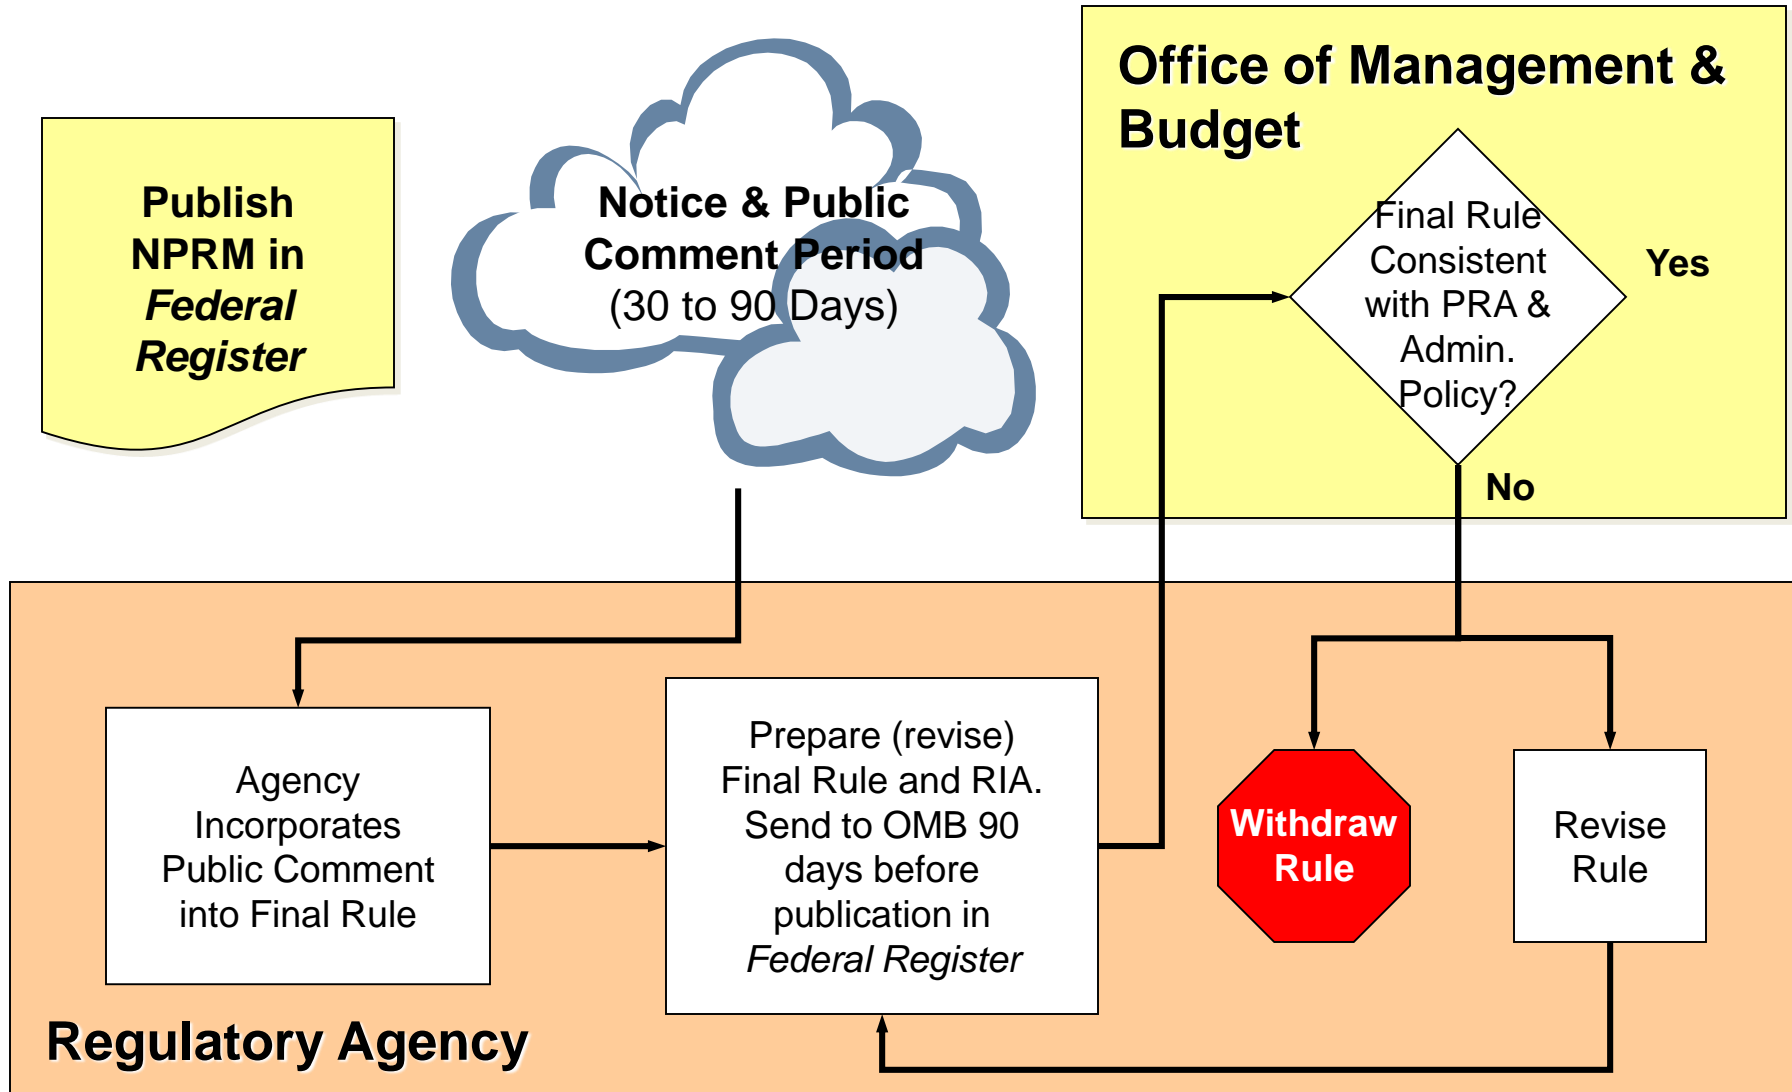 Publish
NPRM in
Federal
Register
Notice & Public
Comment Period
(30 to 90 Days)
Office of Management &
Budget
Final Rule
Consistent
with PRA &
Admin.
Policy?
Yes
No
Agency
Incorporates
Public Comment
into Final Rule
Prepare (revise)
Final Rule and RIA.
Send to OMB 90
days before
publication in
Federal Register
Withdraw
Rule
Revise
Rule
Regulatory Agency